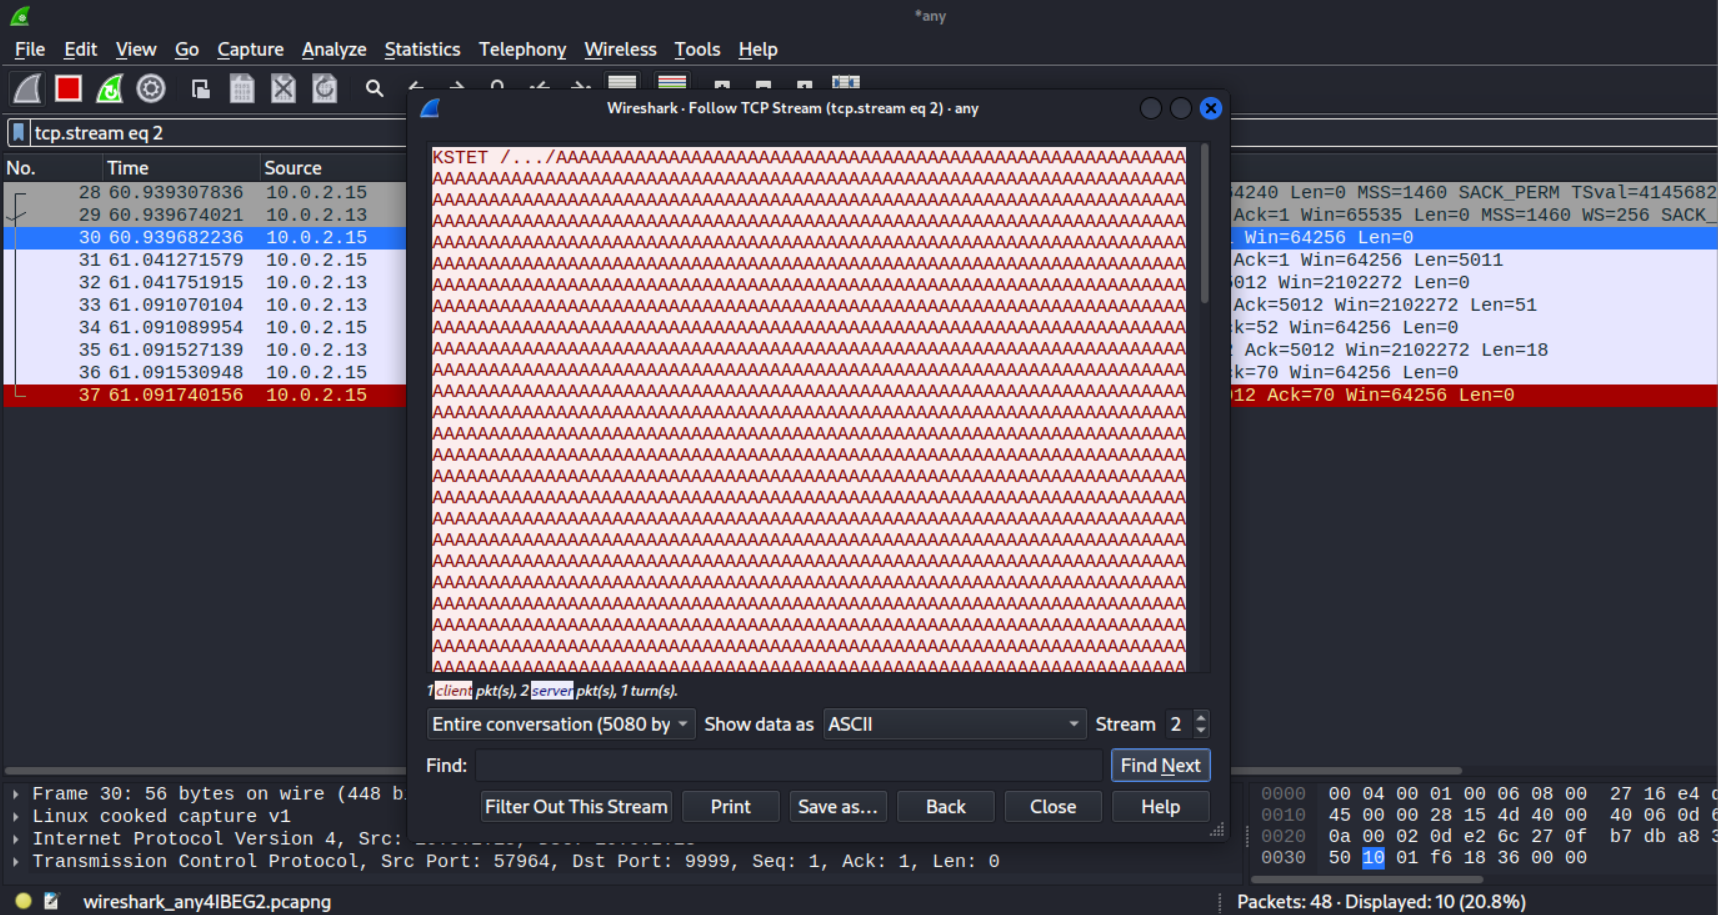 *any
File Edit View Go Capture Analyze Statistics Telephony Wireless Tools Help
Wireshark · Follow TCP Stream (tcp.stream eq 2) · any
tcp.stream eq 2
No. Time Source
28 60.939307836 10.0.2.15 4240 Len=0 MSS=1460 SACK_PERM TSval=4145682
29 60.939674021 10.0.2.13 Ack=1 Win=65535 Len=0 MSS=1460 WS=256 SACK_
30 60.939682236 10.0.2.15 Win=64256 Len=0
31 61.041271579 10.0.2.15 Ack=1 Win=64256 Len=5011
32 61.041751915 10.0.2.13 012 Win=2102272 Len=0
33 61.091070104 10.0.2.13 Ack=5012 Win=2102272 Len=51
34 61.091089954 10.0.2.15 k=52 Win=64256 Len=0
35 61.091527139 10.0.2.13 Ack=5012 Win=2102272 Len=18
36 61.091530948 10.0.2.15 k=70 Win=64256 Len=0
37 61.091740156 10.0.2.15 12 Ack=70 Win=64256 Len=0
KSTET /.../AAAAAAAAAAAAAAAAAAAAAAAAAAAAAAAAAAAAAAAAAAAAAAAAAAAAAAAA
1 client pkt(s), 2 server pkt(s), 1 turn(s).
Entire conversation (5080 by Show data as ASCII Stream 2
Find: Find Next
Filter Out This Stream Print Save as... Back Close Help
Frame 30: 56 bytes on wire (448 b
Linux cooked capture v1
Internet Protocol Version 4, Src:
Transmission Control Protocol, Src Port: 57964, Dst Port: 9999, Seq: 1, Ack: 1, Len: 0
0000 00 04 00 01 00 06 08 00 27 16 e4
0010 45 00 00 28 15 4d 40 00 40 06 0d
0020 0a 00 02 0d e2 6c 27 0f b7 db a8
0030 50 10 01 f6 18 36 00 00
wireshark_any4IBEG2.pcapng
Packets: 48 · Displayed: 10 (20.8%)